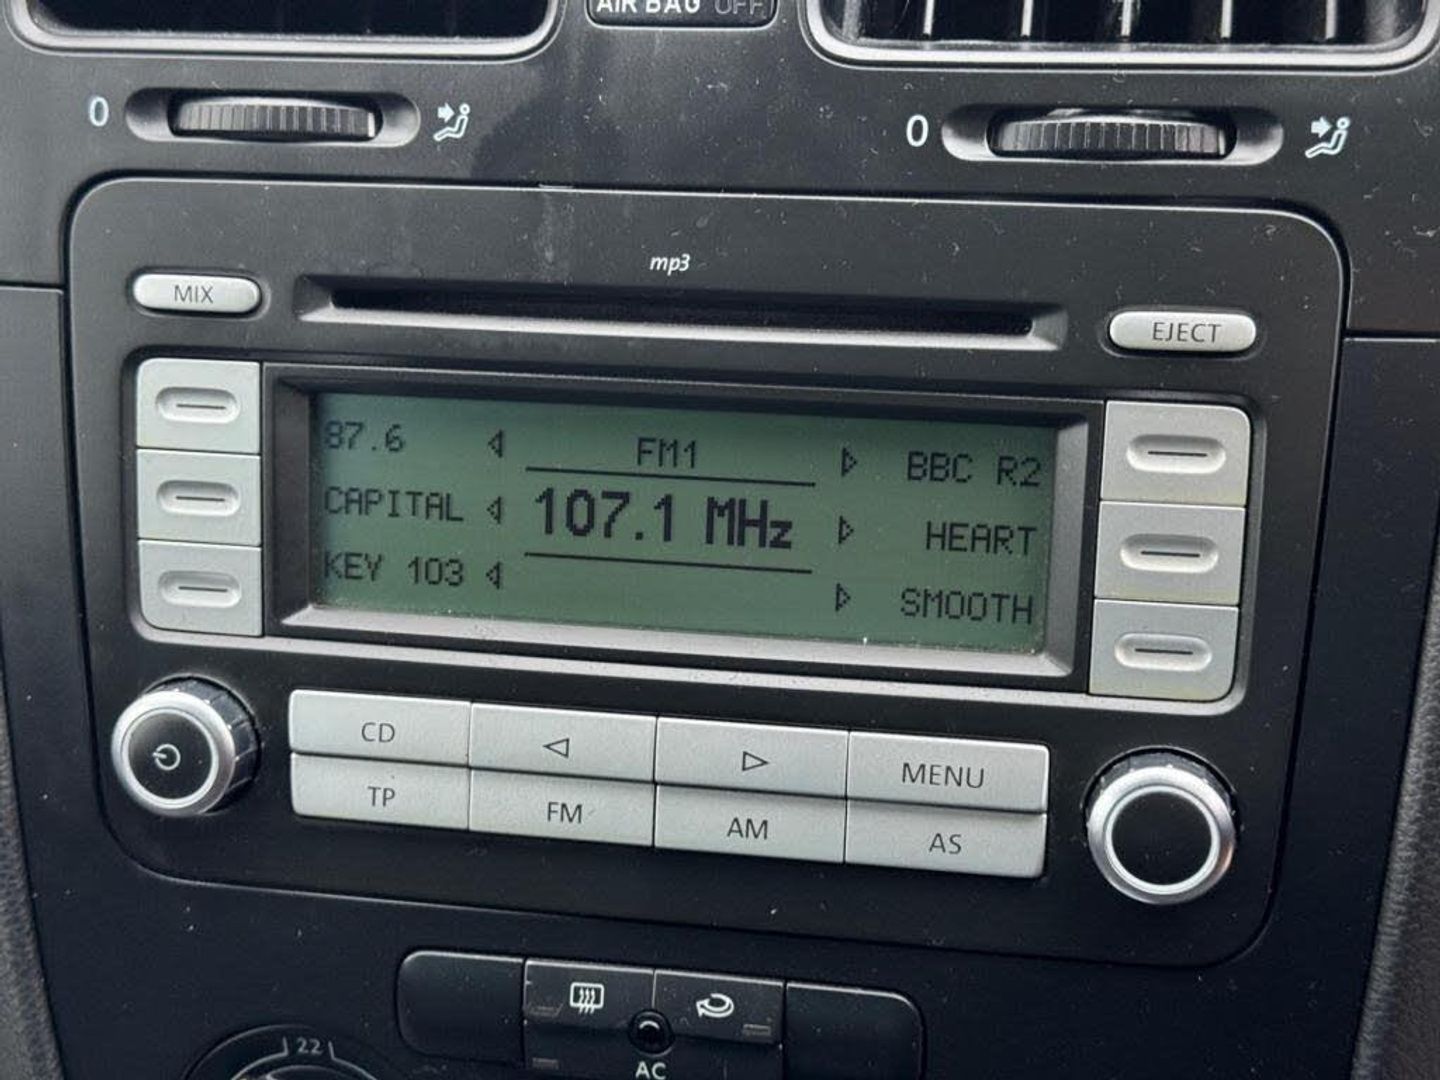 AIR BAG OFF
0
0
mp3
MIX
EJECT
87.6
FM1
BBC R2
CAPITAL
107.1 MHz
HEART
KEY 103
SMOOTH
CD
MENU
TP
FM
AM
AS
22
AC